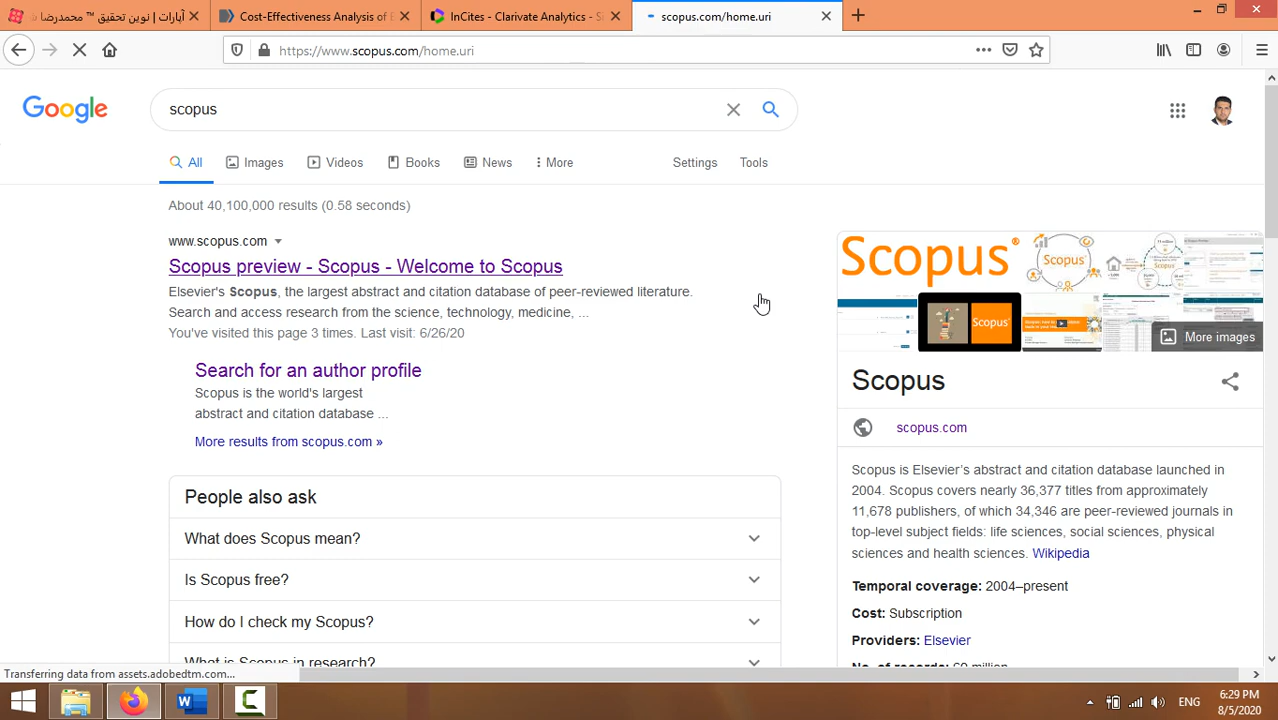 آپارات | نوین تحقیق ™ محمدرضا
Cost-Effectiveness Analysis of E
InCites - Clarivate Analytics - S
scopus.com/home.uri
https://www.scopus.com/home.uri
Google
scopus
All
Images
Videos
Books
News
More
Settings
Tools
About 40,100,000 results (0.58 seconds)
www.scopus.com
Scopus preview - Scopus - Welcome to Scopus
Elsevier's Scopus, the largest abstract and citation database of peer-reviewed literature.
Search and access research from the science, technology, medicine, ...
You've visited this page 3 times. Last visit: 6/26/20
Search for an author profile
Scopus is the world's largest
abstract and citation database ...
More results from scopus.com »
People also ask
What does Scopus mean?
Is Scopus free?
How do I check my Scopus?
What is Scopus in research?
Scopus®
Scopus
Scopus
More images
Scopus
scopus.com
Scopus is Elsevier's abstract and citation database launched in
2004. Scopus covers nearly 36,377 titles from approximately
11,678 publishers, of which 34,346 are peer-reviewed journals in
top-level subject fields: life sciences, social sciences, physical
sciences and health sciences. Wikipedia
Temporal coverage: 2004–present
Cost: Subscription
Providers: Elsevier
No. of records: 69 million
Transferring data from assets.adobedtm.com...
ENG
6:29 PM
8/5/2020